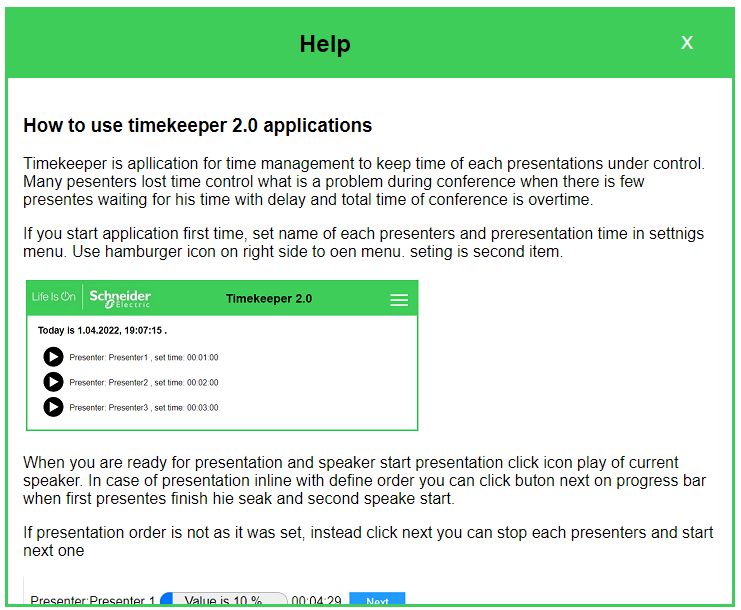 Help
X
How to use timekeeper 2.0 applications
Timekeeper is apllication for time management to keep time of each presentations under control.
Many pesenters lost time control what is a problem during conference when there is few
presentes waiting for his time with delay and total time of conference is overtime.
If you start application first time, set name of each presenters and preresentation time in settnigs
menu. Use hamburger icon on right side to oen menu. seting is second item.
Life Is On Schneider Electric Timekeeper 2.0
Today is 1.04.2022, 19:07:15 .
Presenter: Presenter1 , set time: 00:01:00
Presenter: Presenter2 , set time: 00:02:00
Presenter: Presenter3 , set time: 00:03:00
When you are ready for presentation and speaker start presentation click icon play of current
speaker. In case of presentation inline with define order you can click buton next on progress bar
when first presentes finish hie seak and second speake start.
If presentation order is not as it was set, instead click next you can stop each presenters and start
next one
Presenter:Presenter 1 Value is 10 % 00:04:29 Next